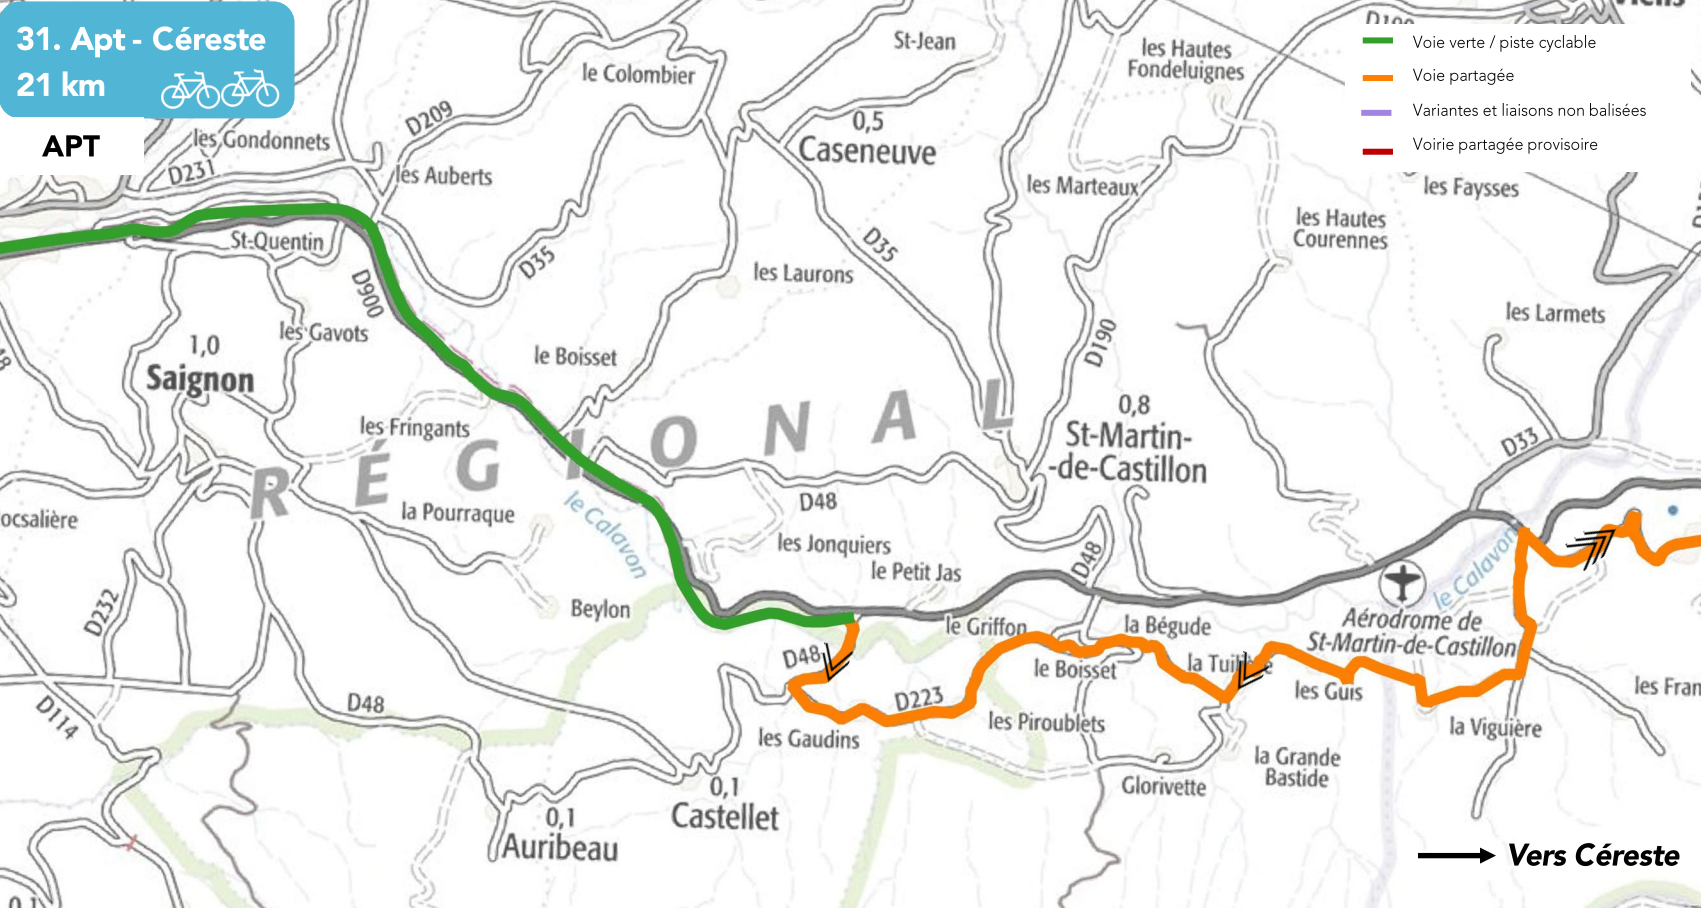 31. Apt - Céreste
21 km
APT
Voie verte / piste cyclable
Voie partagée
Variantes et liaisons non balisées
Voirie partagée provisoire
St-Jean
les Hautes
Fondeluignes
le Colombier
D209
les Gondonnets
D231
les Auberts
0,5
Caseneuve
les Marteaux
les Faysses
les Hautes
Courennes
St-Quentin
D35
D35
les Laurons
D900
les Gavots
les Larmets
1,0
Saignon
le Boisset
D190
les Fringants
0,8
St-Martin-
-de-Castillon
D33
RÉGIONAL
la Pourraque
le Calavon
D48
les Jonquiers
le Petit Jas
D48
le Calavon
D232
Beylon
le Griffon
la Bégude
Aérodrome de
St-Martin-de-Castillon
D48
le Boisset
les Guis
D223
les Piroublets
la Viguière
D114
D48
les Gaudins
la Grande
Bastide
Glorivette
0,1
Castellet
0,1
Auribeau
Vers Céreste